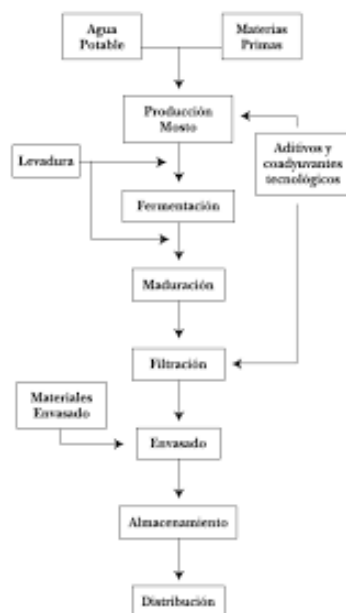 Agua
Potable
Materias
Primas
Producción
Mosto
Levadura
Aditivos y
coadyuvantes
tecnológicos
Fermentación
Maduración
Filtración
Materiales
Envasado
Envasado
Almacenamiento
Distribución